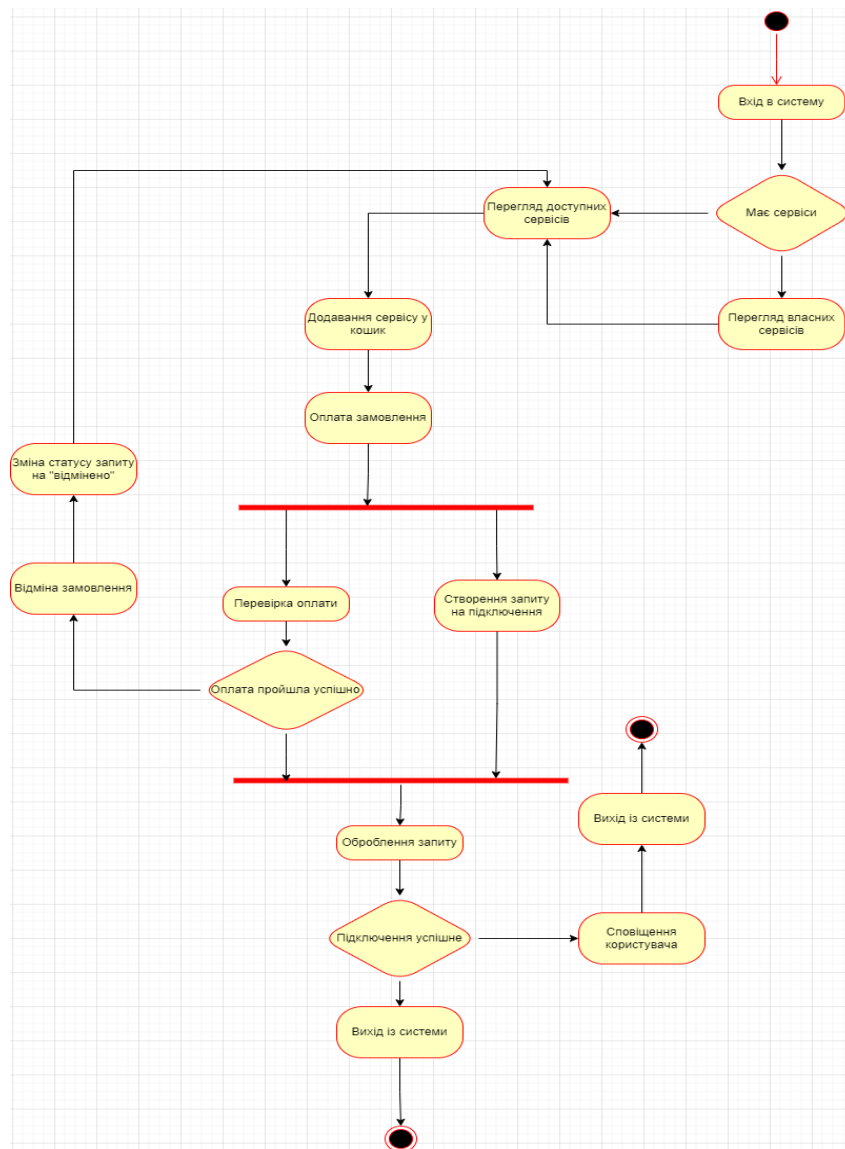 Вхід в систему
Має сервіси
Перегляд доступних
сервісів
Перегляд власних
сервісів
Додавання сервісу у
кошик
Оплата замовлення
Зміна статусу запиту
на "відмінено"
Відміна замовлення
Перевірка оплати
Створення запиту
на підключення
Оплата пройшла успішно
Вихід із системи
Оброблення запиту
Підключення успішне
Сповіщення
користувача
Вихід із системи